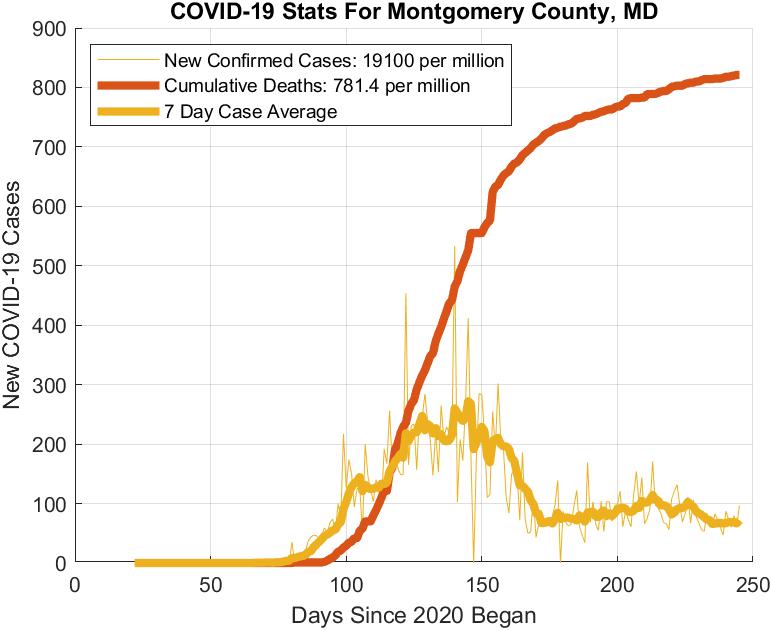 COVID-19 Stats For Montgomery County, MD
New Confirmed Cases: 19100 per million
Cumulative Deaths: 781.4 per million
7 Day Case Average
900
800
700
600
500
400
300
200
100
0
New COVID-19 Cases
0 50 100 150 200 250
Days Since 2020 Began